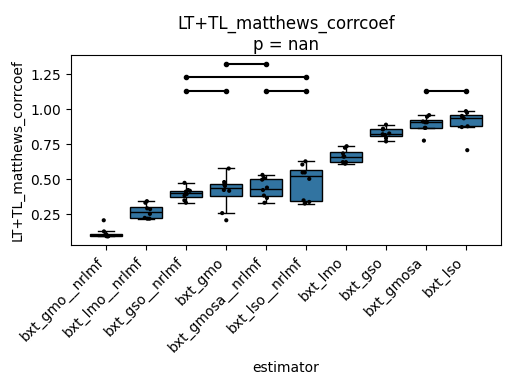 LT+TL_matthews_corrcoef
p = nan
LT+TL_matthews_corrcoef
1.25
1.00
0.75
0.50
0.25
bxt_gmo__nrlmf
bxt_lmo__nrlmf
bxt_gso__nrlmf
bxt_gmo
bxt_gmosa__nrlmf
bxt_lso__nrlmf
bxt_lmo
bxt_gso
bxt_gmosa
bxt_lso
estimator